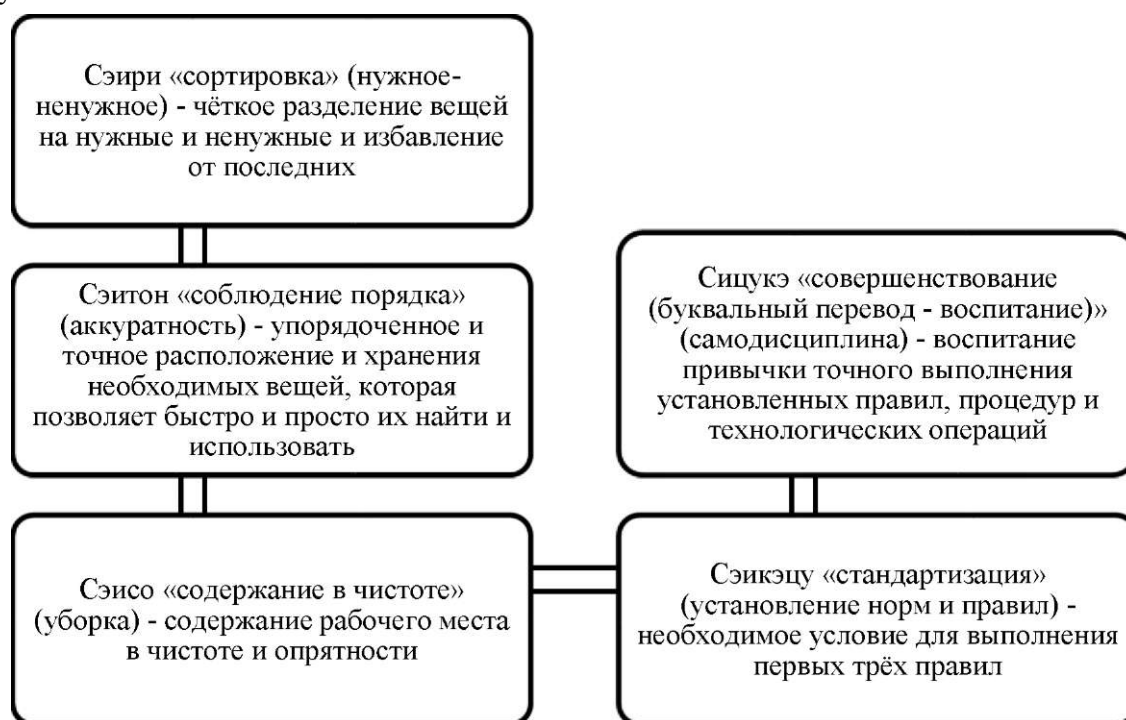 Сэири «сортировка» (нужное-
ненужное) - чёткое разделение вещей
на нужные и ненужные и избавление
от последних
Сэитон «соблюдение порядка»
(аккуратность) - упорядоченное и
точное расположение и хранения
необходимых вещей, которая
позволяет быстро и просто их найти и
использовать
Сэисо «содержание в чистоте»
(уборка) - содержание рабочего места
в чистоте и опрятности
Сэикэцу «стандартизация»
(установление норм и правил) -
необходимое условие для выполнения
первых трёх правил
Сицукэ «совершенствование
(буквальный перевод - воспитание)»
(самодисциплина) - воспитание
привычки точного выполнения
установленных правил, процедур и
технологических операций